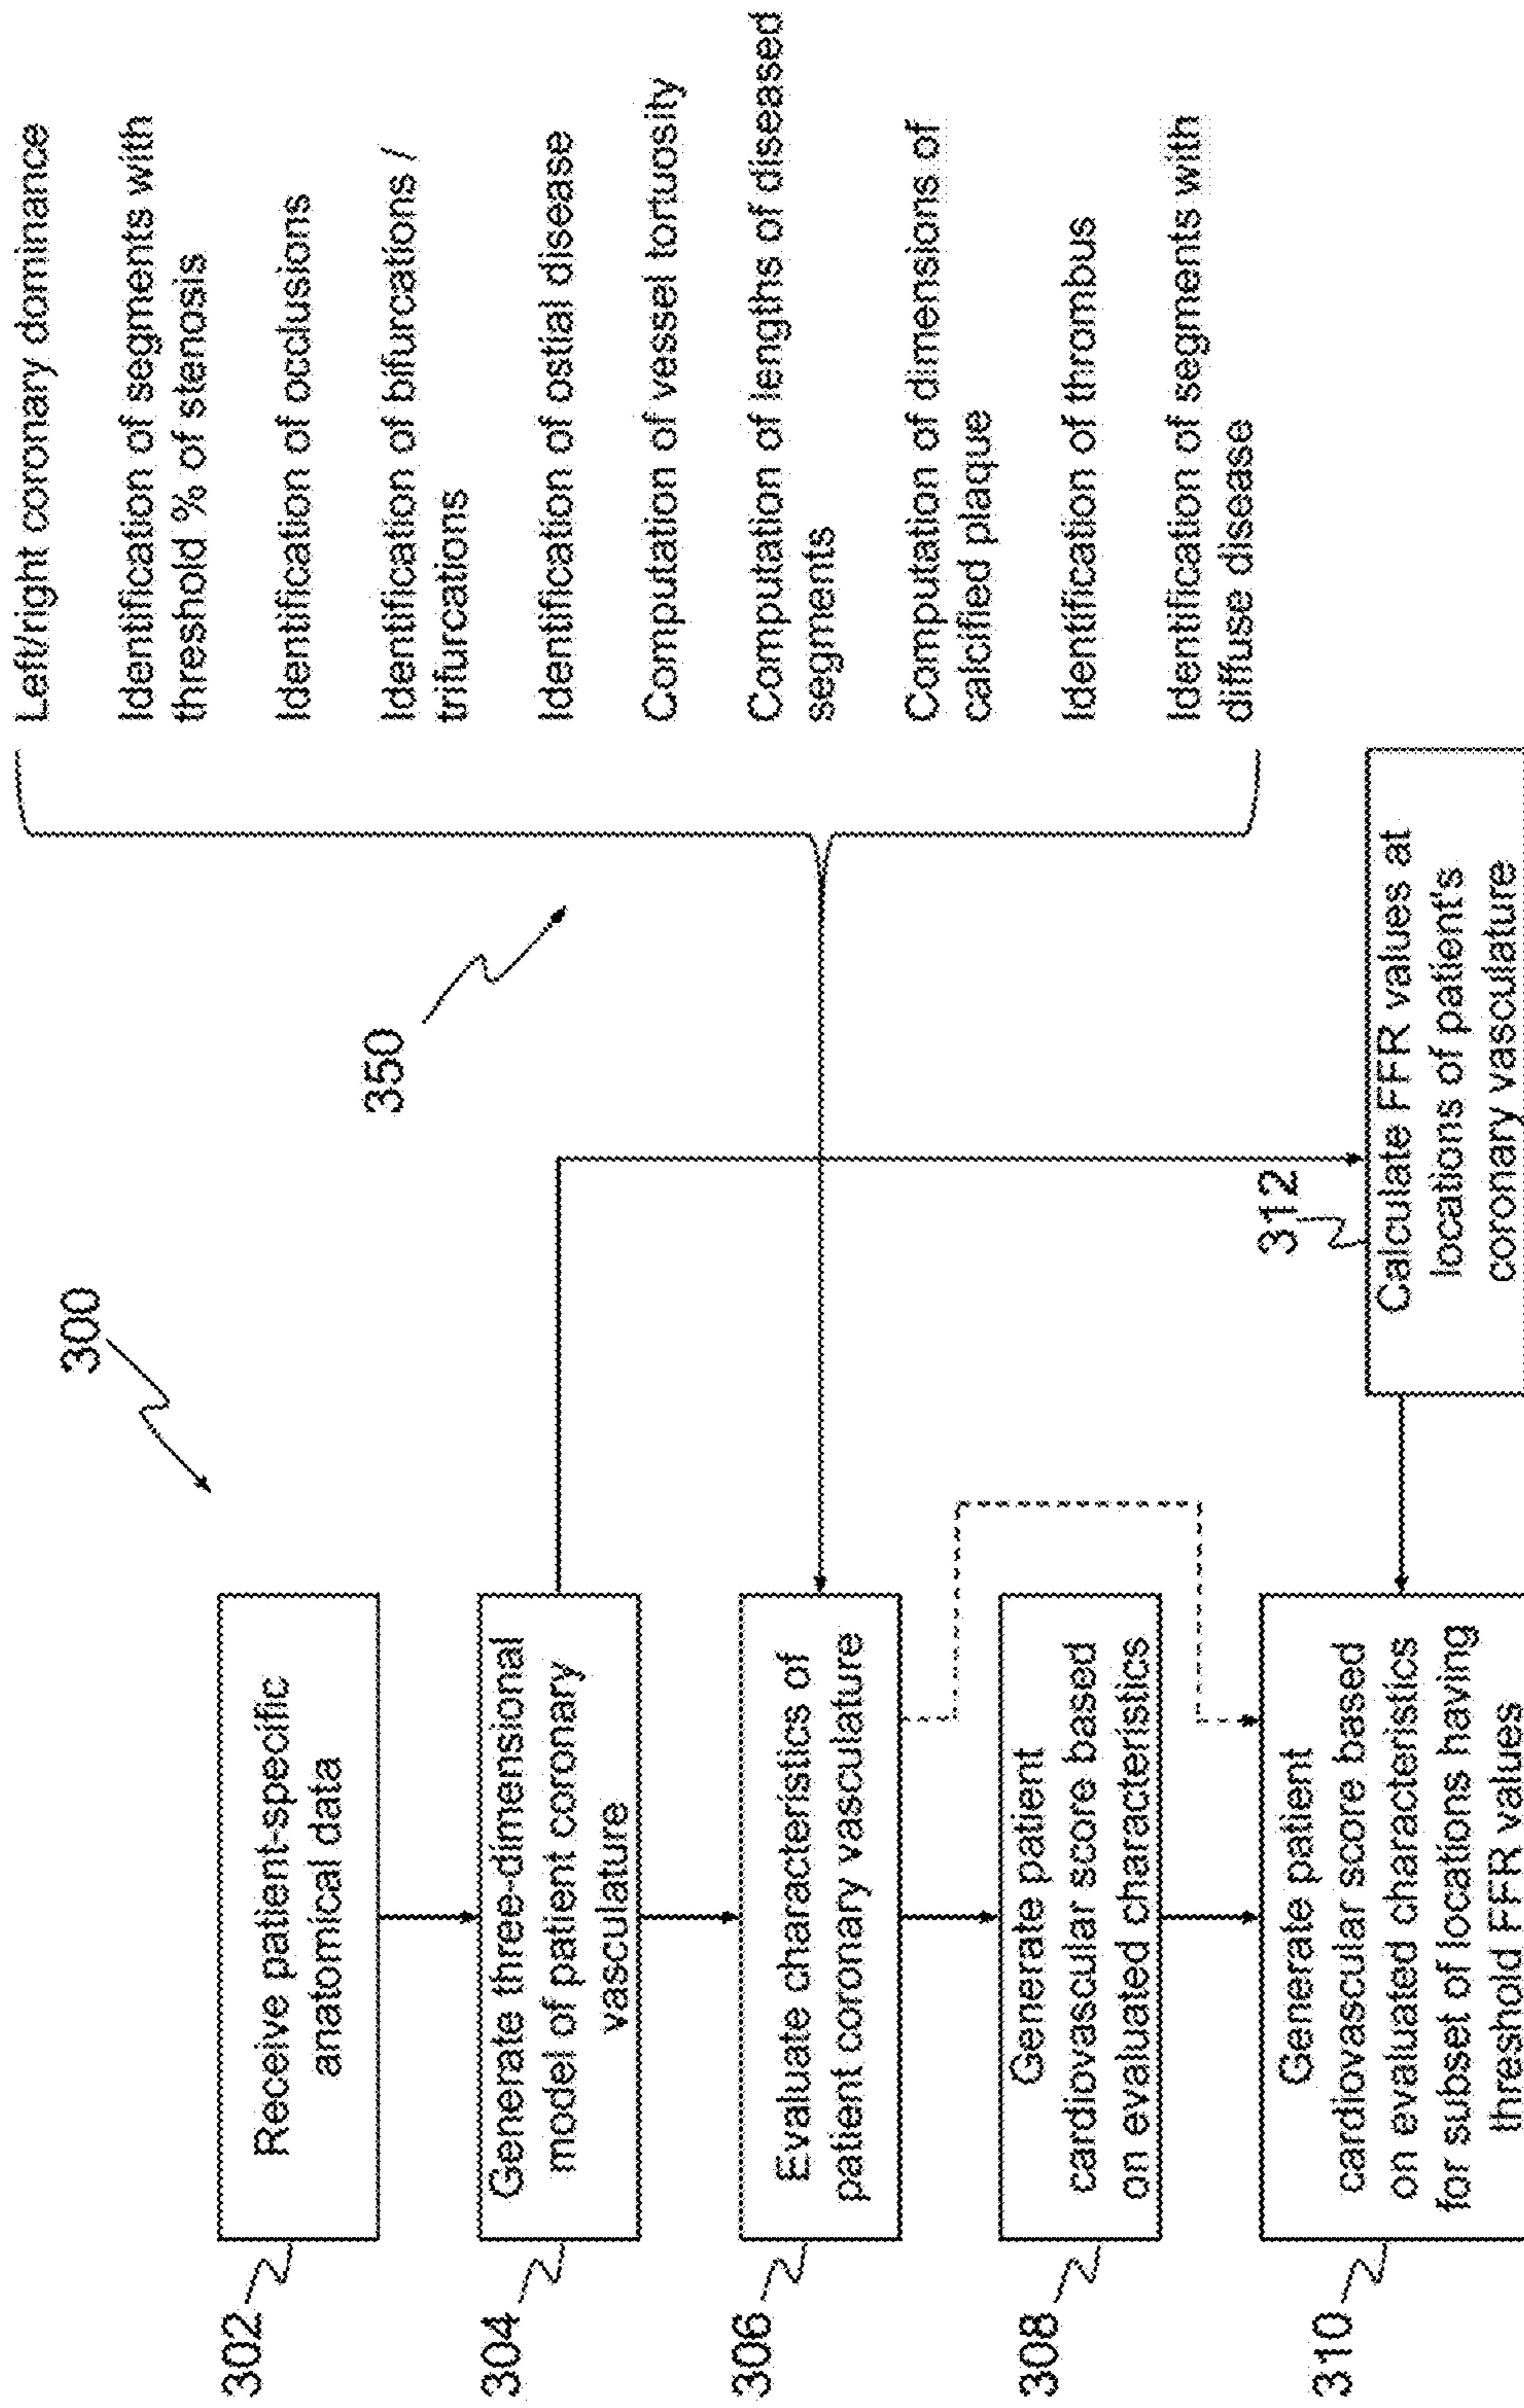 300
302
Receive patient-specific
anatomical data
304
Generate three-dimensional
model of patient coronary
vasculature
306
Evaluate characteristics of
patient coronary vasculature
308
Generate patient
cardiovascular score based
on evaluated characteristics
310
Generate patient
cardiovascular score based
on evaluated characteristics
for subset of locations having
threshold FFR values
312
Calculate FFR values at
locations of patient's
coronary vasculature
350
Left/right coronary dominance
Identification of segments with
threshold % of stenosis
Identification of occlusions
Identification of bifurcations /
trifurcations
Identification of ostial disease
Computation of vessel tortuosity
Computation of lengths of diseased
segments
Computation of dimensions of
calcified plaque
Identification of thrombus
Identification of segments with
diffuse disease